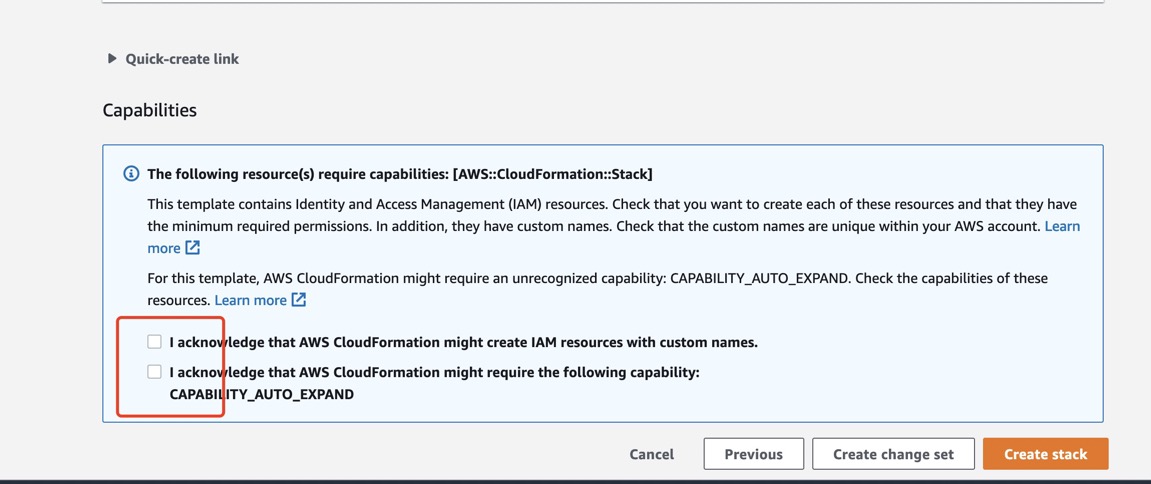 Quick-create link
Capabilities
The following resource(s) require capabilities: [AWS::CloudFormation::Stack]
This template contains Identity and Access Management (IAM) resources. Check that you want to create each of these resources and that they have
the minimum required permissions. In addition, they have custom names. Check that the custom names are unique within your AWS account. Learn
more
For this template, AWS CloudFormation might require an unrecognized capability: CAPABILITY_AUTO_EXPAND. Check the capabilities of these
resources. Learn more
I acknowledge that AWS CloudFormation might create IAM resources with custom names.
I acknowledge that AWS CloudFormation might require the following capability:
CAPABILITY_AUTO_EXPAND
Cancel Previous Create change set Create stack